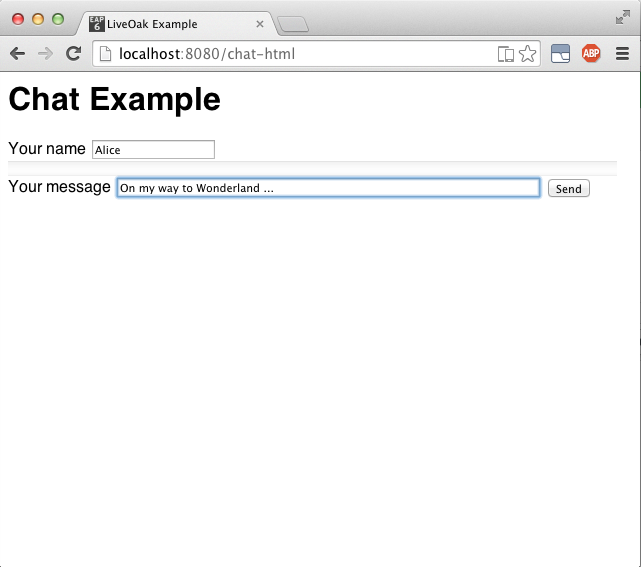 EAP 6 LiveOak Example
localhost:8080/chat-html
ABP
Chat Example
Your name Alice
Your message On my way to Wonderland ... Send